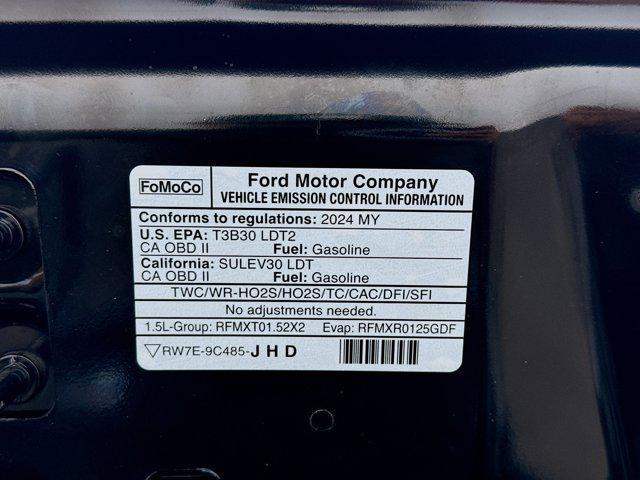 FoMoCo
Ford Motor Company
VEHICLE EMISSION CONTROL INFORMATION
Conforms to regulations: 2024 MY
U.S. EPA: T3B30 LDT2
CA OBD II Fuel: Gasoline
California: SULEV30 LDT
CA OBD II Fuel: Gasoline
TWC/WR-HO2S/HO2S/TC/CAC/DFI/SFI
No adjustments needed.
1.5L-Group: RFMXT01.52X2 Evap: RFMXR0125GDF
RW7E-9C485-J H D